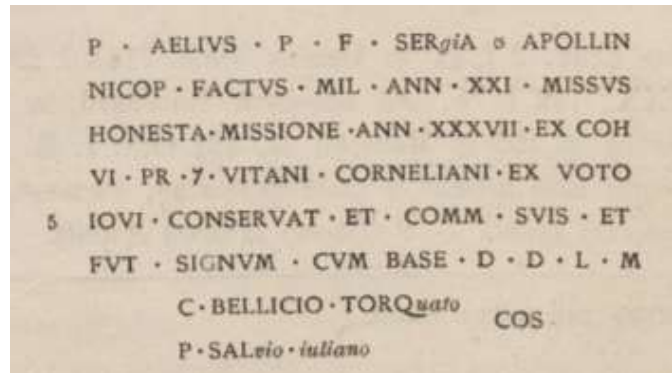 P · AELIVS · P · F · SERgiA ꝍ APOLLIN
NICOP · FACTVS · MIL · ANN · XXI · MISSVS
HONESTA · MISSIONE · ANN · XXXVII · EX COH
VI · PR · 7 · VITANI · CORNELIANI · EX VOTO
5 IOVI · CONSERVAT · ET · COMM · SVIS · ET
FVT · SIGNVM · CVM BASE · D · D · L · M
C · BELLICIO · TORQuato
COS
P · SALvio · iuliano